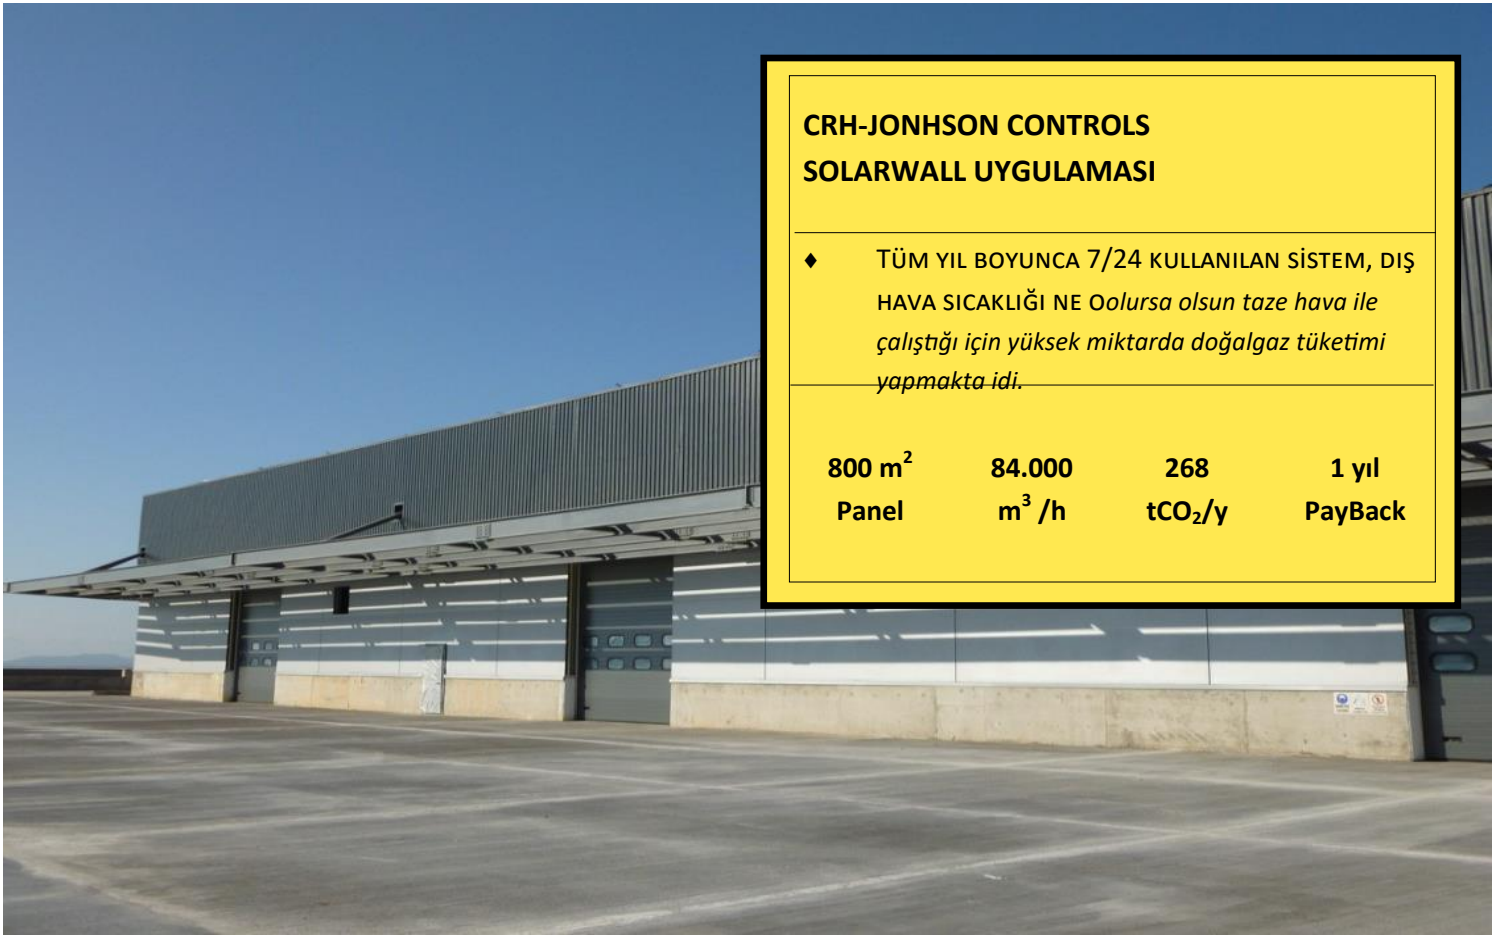 CRH-JONHSON CONTROLS
SOLARWALL UYGULAMASI
♦ TÜM YIL BOYUNCA 7/24 KULLANILAN SİSTEM, DIŞ
HAVA SICAKLIĞI NE Oolursa olsun taze hava ile
çalıştığı için yüksek miktarda doğalgaz tüketimi
yapmakta idi.
800 m² 84.000 268 1 yıl
Panel m³ /h tCO₂/y PayBack